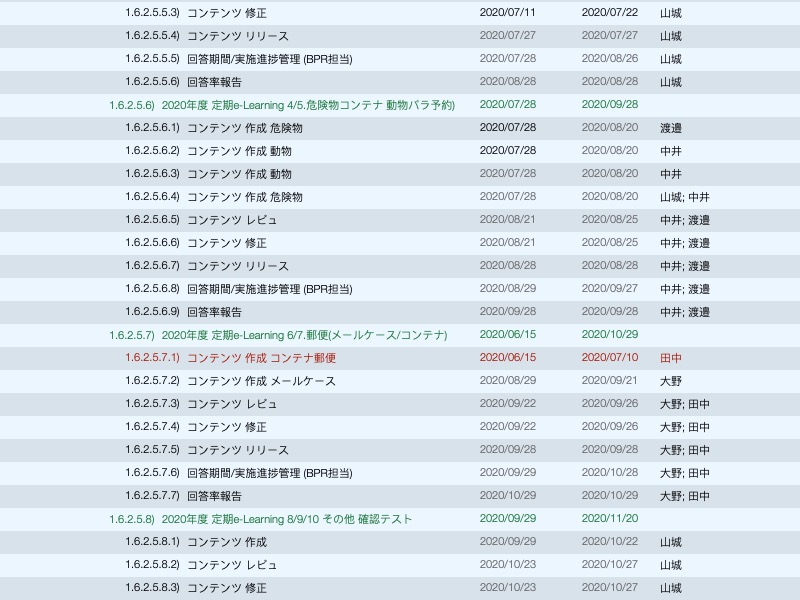 1.6.2.5.5.3) コンテンツ 修正 2020/07/11 2020/07/22 山城
1.6.2.5.5.4) コンテンツ リリース 2020/07/27 2020/07/27 山城
1.6.2.5.5.5) 回答期間/実施進捗管理 (BPR担当) 2020/07/28 2020/08/26 山城
1.6.2.5.5.6) 回答率報告 2020/08/28 2020/08/28 山城
1.6.2.5.6) 2020年度 定期e-Learning 4/5.危険物コンテナ 動物バラ予約) 2020/07/28 2020/09/28
1.6.2.5.6.1) コンテンツ 作成 危険物 2020/07/28 2020/08/20 渡邉
1.6.2.5.6.2) コンテンツ 作成 動物 2020/07/28 2020/08/20 中井
1.6.2.5.6.3) コンテンツ 作成 動物 2020/07/28 2020/08/20 中井
1.6.2.5.6.4) コンテンツ 作成 危険物 2020/07/28 2020/08/20 山城; 中井
1.6.2.5.6.5) コンテンツ レビュ 2020/08/21 2020/08/25 中井; 渡邉
1.6.2.5.6.6) コンテンツ 修正 2020/08/21 2020/08/25 中井; 渡邉
1.6.2.5.6.7) コンテンツ リリース 2020/08/28 2020/08/28 中井; 渡邉
1.6.2.5.6.8) 回答期間/実施進捗管理 (BPR担当) 2020/08/29 2020/09/27 中井; 渡邉
1.6.2.5.6.9) 回答率報告 2020/09/28 2020/09/28 中井; 渡邉
1.6.2.5.7) 2020年度 定期e-Learning 6/7.郵便(メールケース/コンテナ) 2020/06/15 2020/10/29
1.6.2.5.7.1) コンテンツ 作成 コンテナ郵便 2020/06/15 2020/07/10 田中
1.6.2.5.7.2) コンテンツ 作成 メールケース 2020/08/29 2020/09/21 大野
1.6.2.5.7.3) コンテンツ レビュ 2020/09/22 2020/09/26 大野; 田中
1.6.2.5.7.4) コンテンツ 修正 2020/09/22 2020/09/26 大野; 田中
1.6.2.5.7.5) コンテンツ リリース 2020/09/28 2020/09/28 大野; 田中
1.6.2.5.7.6) 回答期間/実施進捗管理 (BPR担当) 2020/09/29 2020/10/28 大野; 田中
1.6.2.5.7.7) 回答率報告 2020/10/29 2020/10/29 大野; 田中
1.6.2.5.8) 2020年度 定期e-Learning 8/9/10 その他 確認テスト 2020/09/29 2020/11/20
1.6.2.5.8.1) コンテンツ 作成 2020/09/29 2020/10/22 山城
1.6.2.5.8.2) コンテンツ レビュ 2020/10/23 2020/10/27 山城
1.6.2.5.8.3) コンテンツ 修正 2020/10/23 2020/10/27 山城